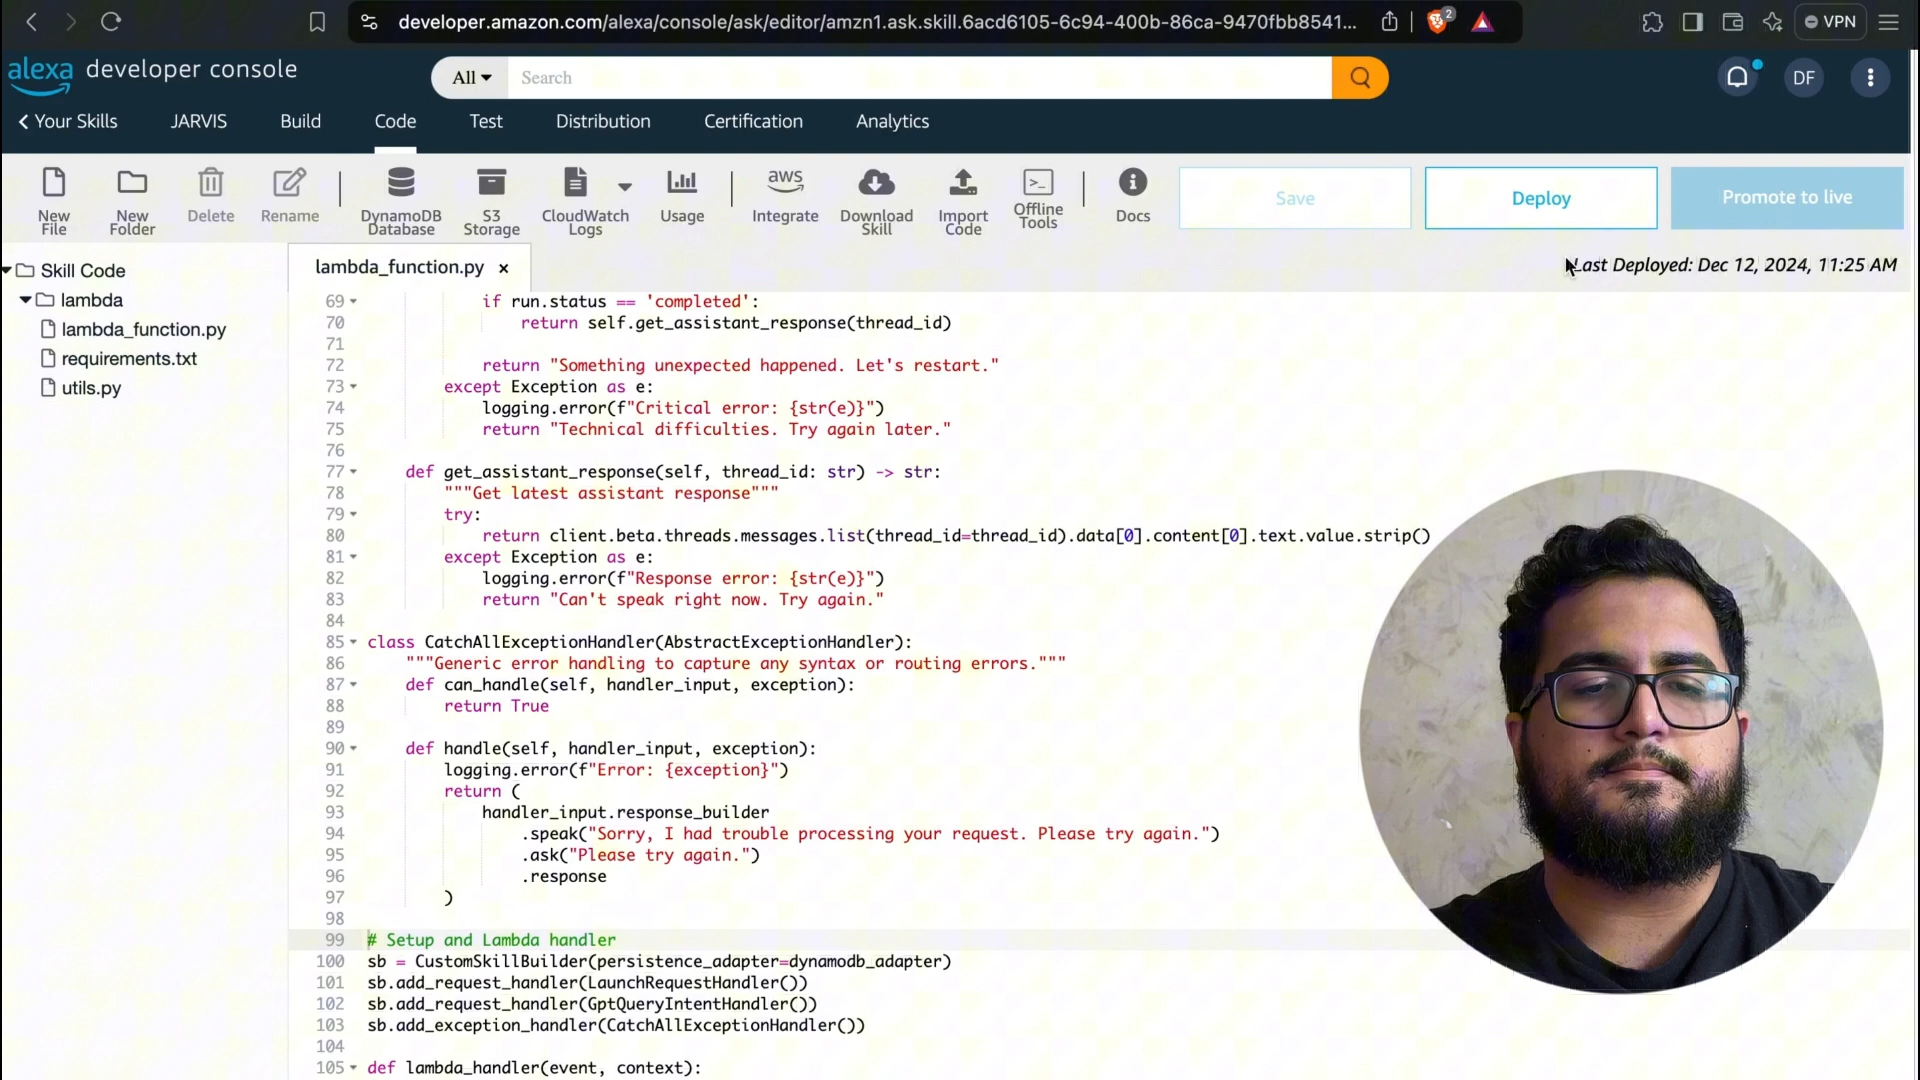 developer.amazon.com/alexa/console/ask/editor/amzn1.ask.skill.6acd6105-6c94-400b-86ca-9470fbb8541...
2
VPN
alexa developer console
All
Search
DF
Your Skills
JARVIS
Build
Code
Test
Distribution
Certification
Analytics
New File
New Folder
Delete
Rename
DynamoDB Database
S3 Storage
CloudWatch Logs
Usage
aws
Integrate
Download Skill
Import Code
Offline Tools
Docs
Save
Deploy
Promote to live
Skill Code
lambda
lambda_function.py
requirements.txt
utils.py
lambda_function.py ×
Last Deployed: Dec 12, 2024, 11:25 AM
69 if run.status == 'completed':
70 return self.get_assistant_response(thread_id)
71
72 return "Something unexpected happened. Let's restart."
73 except Exception as e:
74 logging.error(f"Critical error: {str(e)}")
75 return "Technical difficulties. Try again later."
76
77 def get_assistant_response(self, thread_id: str) -> str:
78 """Get latest assistant response"""
79 try:
80 return client.beta.threads.messages.list(thread_id=thread_id).data[0].content[0].text.value.strip()
81 except Exception as e:
82 logging.error(f"Response error: {str(e)}")
83 return "Can't speak right now. Try again."
84
85 class CatchAllExceptionHandler(AbstractExceptionHandler):
86 """Generic error handling to capture any syntax or routing errors."""
87 def can_handle(self, handler_input, exception):
88 return True
89
90 def handle(self, handler_input, exception):
91 logging.error(f"Error: {exception}")
92 return (
93 handler_input.response_builder
94 .speak("Sorry, I had trouble processing your request. Please try again.")
95 .ask("Please try again.")
96 .response
97 )
98
99 # Setup and Lambda handler
100 sb = CustomSkillBuilder(persistence_adapter=dynamodb_adapter)
101 sb.add_request_handler(LaunchRequestHandler())
102 sb.add_request_handler(GptQueryIntentHandler())
103 sb.add_exception_handler(CatchAllExceptionHandler())
104
105 def lambda_handler(event, context):